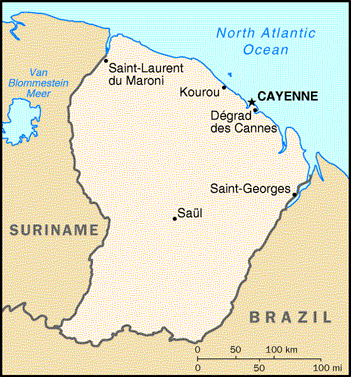 North Atlantic
Ocean
Van
Blommestein
Meer
Saint-Laurent
du Maroni
Kourou
CAYENNE
Dégrad
des Cannes
Saint-Georges
Saül
SURINAME
BRAZIL
0 50 100 km
0 50 100 mi